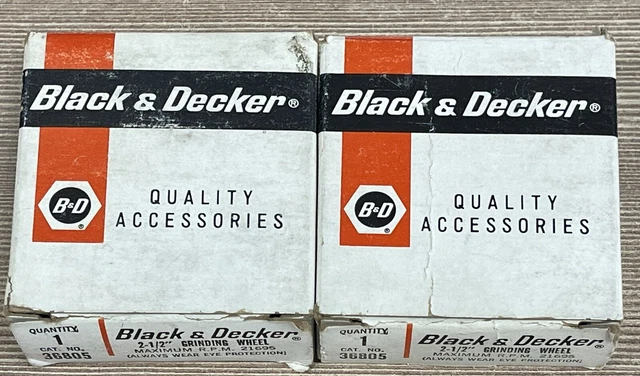 Black & Decker®
B&D®
QUALITY
ACCESSORIES
QUANTITY
1
CAT. NO.
36805
Black & Decker®
2-1/2" GRINDING WHEEL
MAXIMUM R.P.M. 21695
(ALWAYS WEAR EYE PROTECTION)
Black & Decker®
B&D®
QUALITY
ACCESSORIES
QUANTITY
1
CAT. NO.
36805
Black & Decker®
2-1/2" GRINDING WHEEL
MAXIMUM R.P.M. 21695
(ALWAYS WEAR EYE PROTECTION)